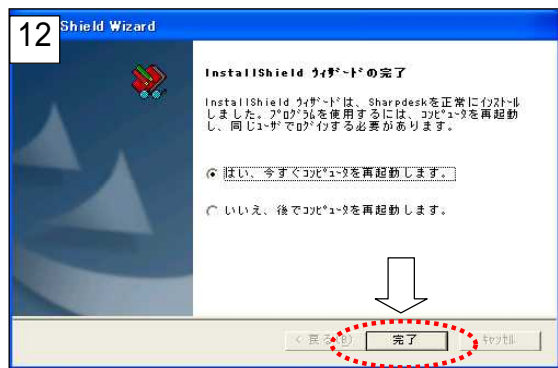 12
Shield Wizard
InstallShield ｳｨｻﾞｰﾄﾞの完了
InstallShield ｳｨｻﾞｰﾄﾞは、Sharpdeskを正常にｲﾝｽﾄｰﾙ
しました。ﾌﾟﾛｸﾞﾗﾑを使用するには、ｺﾝﾋﾟｭｰﾀを再起動
し、同じﾕｰｻﾞでﾛｸﾞｲﾝする必要があります。
はい、今すぐｺﾝﾋﾟｭｰﾀを再起動します。
いいえ、後でｺﾝﾋﾟｭｰﾀを再起動します。
< 戻る(B)
完了
ｷｬﾝｾﾙ